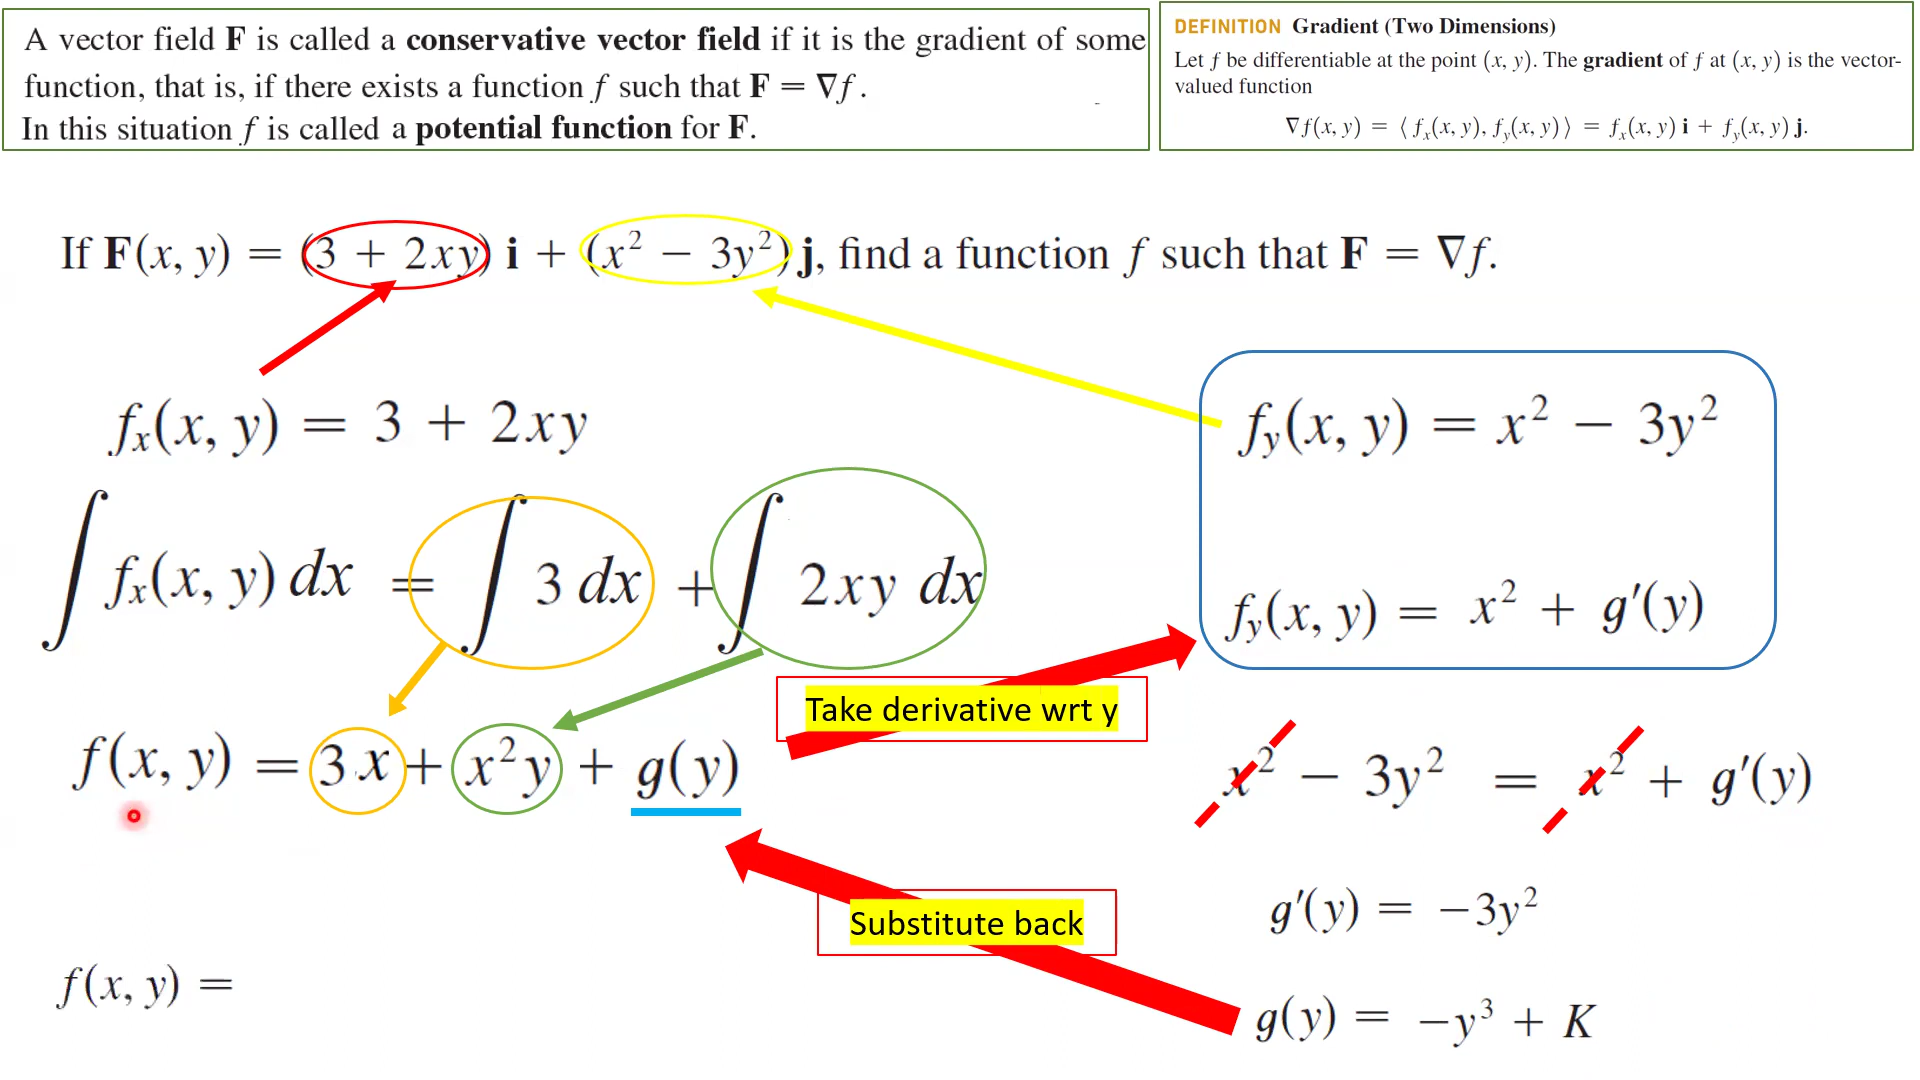 A vector field F is called a conservative vector field if it is the gradient of some
function, that is, if there exists a function f such that F = ∇f.
In this situation f is called a potential function for F.
DEFINITION Gradient (Two Dimensions)
Let f be differentiable at the point (x, y). The gradient of f at (x, y) is the vector-
valued function
∇f(x, y) = ⟨ fₓ(x, y), f_y(x, y) ⟩ = fₓ(x, y) i + f_y(x, y) j.
If F(x, y) = (3 + 2xy) i + (x² − 3y²) j, find a function f such that F = ∇f.
fₓ(x, y) = 3 + 2xy
∫ fₓ(x, y) dx = ∫ 3 dx + ∫ 2xy dx
f(x, y) = 3x + x²y + g(y)
Take derivative wrt y
f_y(x, y) = x² − 3y²
f_y(x, y) = x² + g′(y)
x² − 3y² = x² + g′(y)
g′(y) = −3y²
g(y) = −y³ + K
Substitute back
f(x, y) =